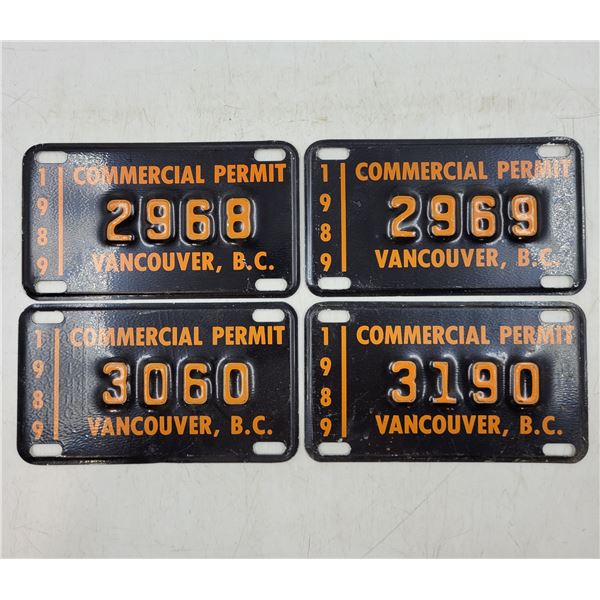 1989
COMMERCIAL PERMIT
2968
VANCOUVER, B.C.
1989
COMMERCIAL PERMIT
2969
VANCOUVER, B.C.
1989
COMMERCIAL PERMIT
3060
VANCOUVER, B.C.
1989
COMMERCIAL PERMIT
3190
VANCOUVER, B.C.